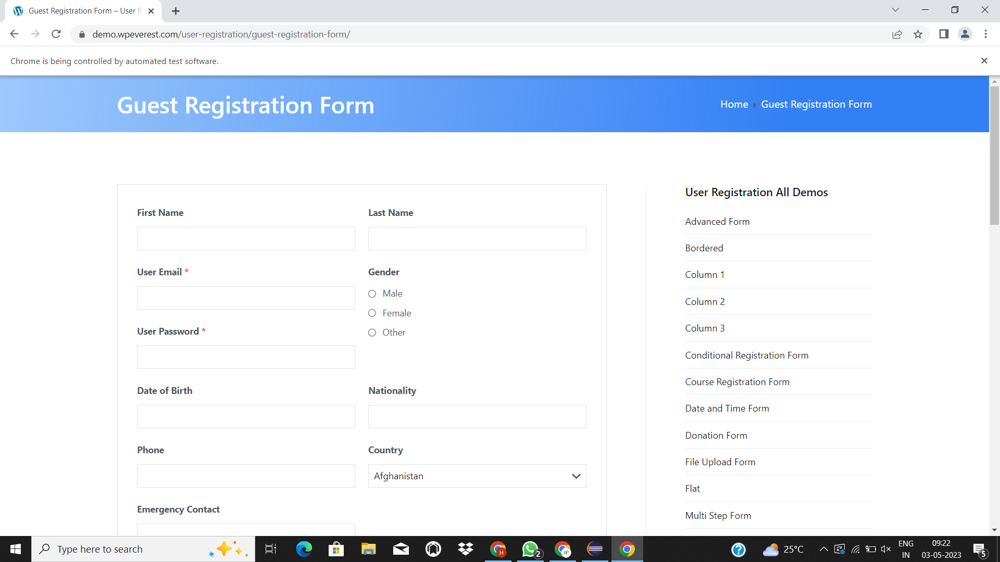 Guest Registration Form – User R
demo.wpeverest.com/user-registration/guest-registration-form/
Chrome is being controlled by automated test software.
Guest Registration Form
Home › Guest Registration Form
First Name
Last Name
User Email *
Gender
Male
Female
Other
User Password *
Date of Birth
Nationality
Phone
Country
Afghanistan
Emergency Contact
User Registration All Demos
Advanced Form
Bordered
Column 1
Column 2
Column 3
Conditional Registration Form
Course Registration Form
Date and Time Form
Donation Form
File Upload Form
Flat
Multi Step Form
Type here to search
H
2
25°C
ENG
IN
09:22
03-05-2023
5